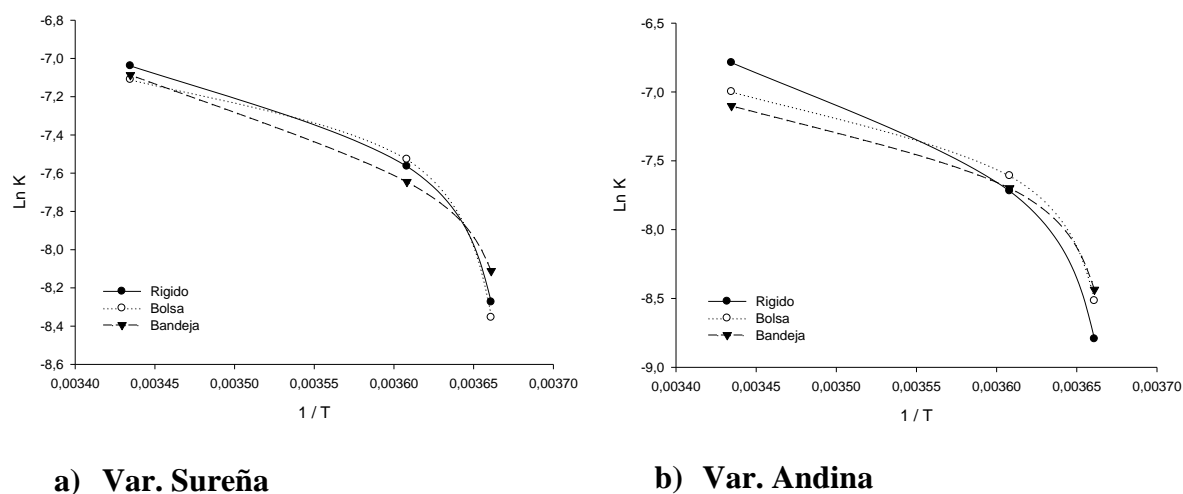 -6,8
-7,0
-7,2
-7,4
-7,6
-7,8
-8,0
-8,2
-8,4
-8,6
Ln K
Rigido
Bolsa
Bandeja
0,00340 0,00345 0,00350 0,00355 0,00360 0,00365 0,00370
1 / T
a) Var. Sureña
-6,5
-7,0
-7,5
-8,0
-8,5
-9,0
Ln K
Rigido
Bolsa
Bandeja
0,00340 0,00345 0,00350 0,00355 0,00360 0,00365 0,00370
1 / T
b) Var. Andina